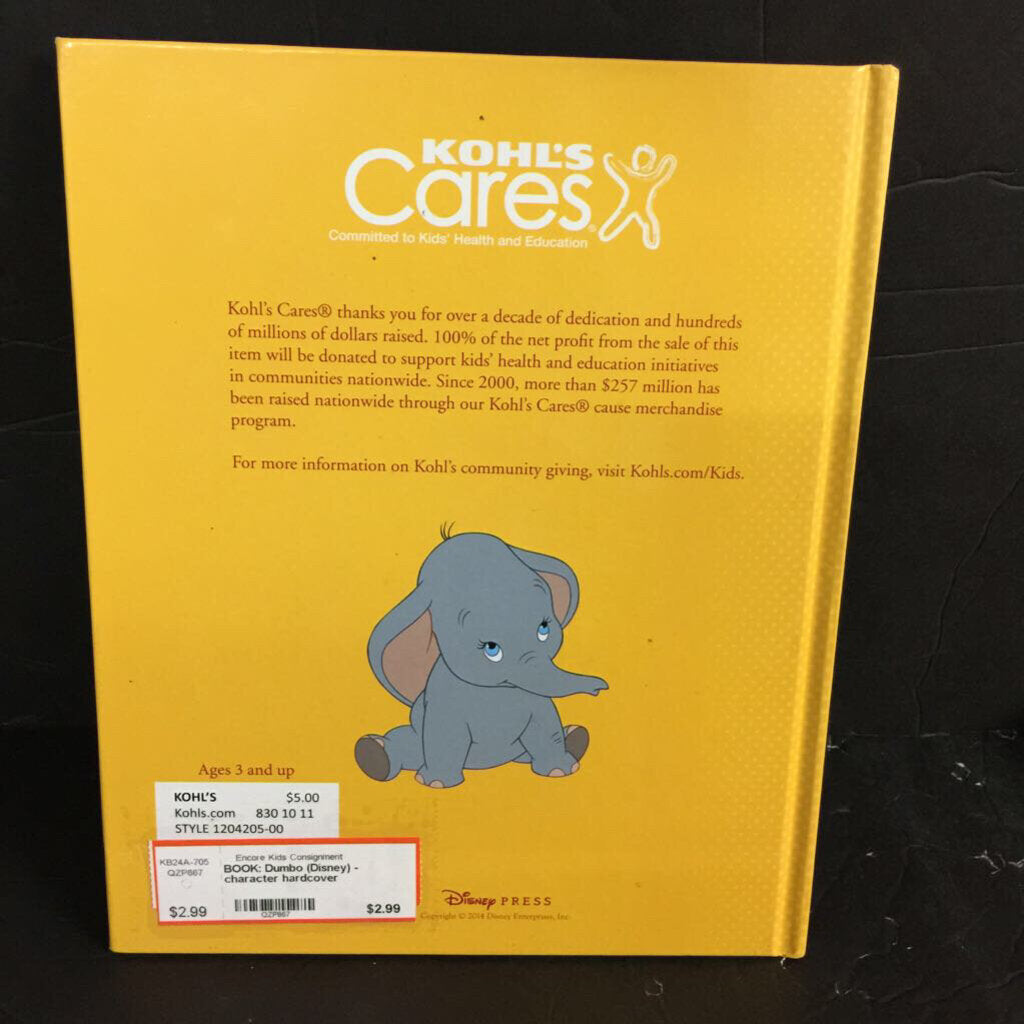 KOHL'S
Cares®
Committed to Kids' Health and Education
Kohl's Cares® thanks you for over a decade of dedication and hundreds
of millions of dollars raised. 100% of the net profit from the sale of this
item will be donated to support kids' health and education initiatives
in communities nationwide. Since 2000, more than $257 million has
been raised nationwide through our Kohl's Cares® cause merchandise
program.
For more information on Kohl's community giving, visit Kohls.com/Kids.
Ages 3 and up
KOHL'S $5.00
Kohls.com 830 10 11
STYLE 1204205-00
KB24A-705
QZP867
$2.99
Encore Kids Consignment
BOOK: Dumbo (Disney) -
character hardcover
QZP867
$2.99
Disney PRESS
Copyright © 2014 Disney Enterprises, Inc.